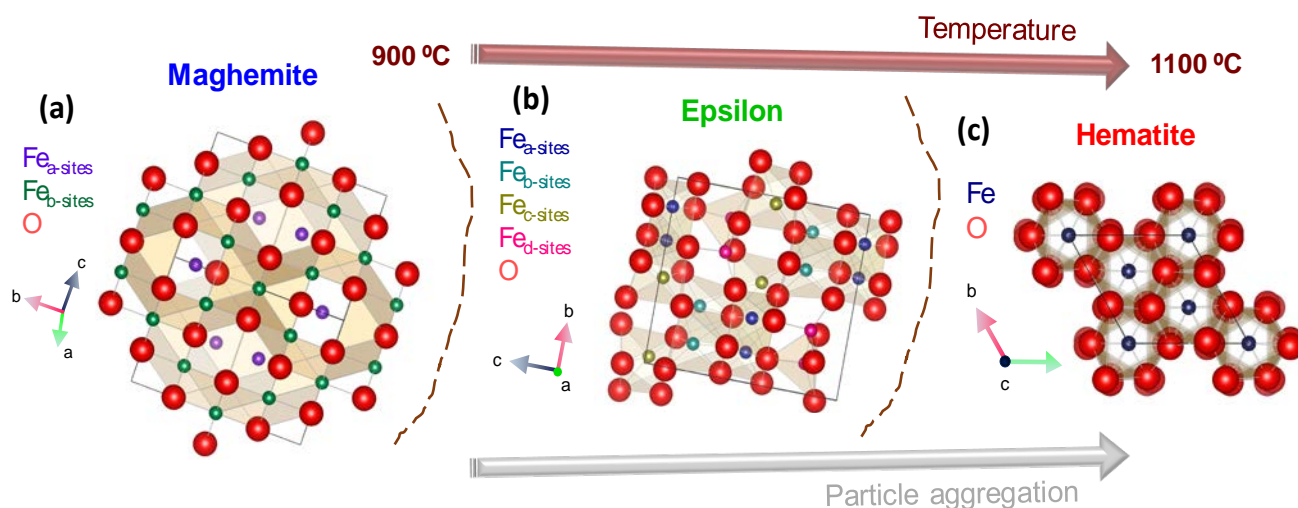 Temperature
900 ºC
1100 ºC
Maghemite
(a)
Fea-sites
Feb-sites
O
c
b
a
(b)
Epsilon
Fea-sites
Feb-sites
Fec-sites
Fed-sites
O
b
c
a
(c)
Hematite
Fe
O
b
c
Particle aggregation